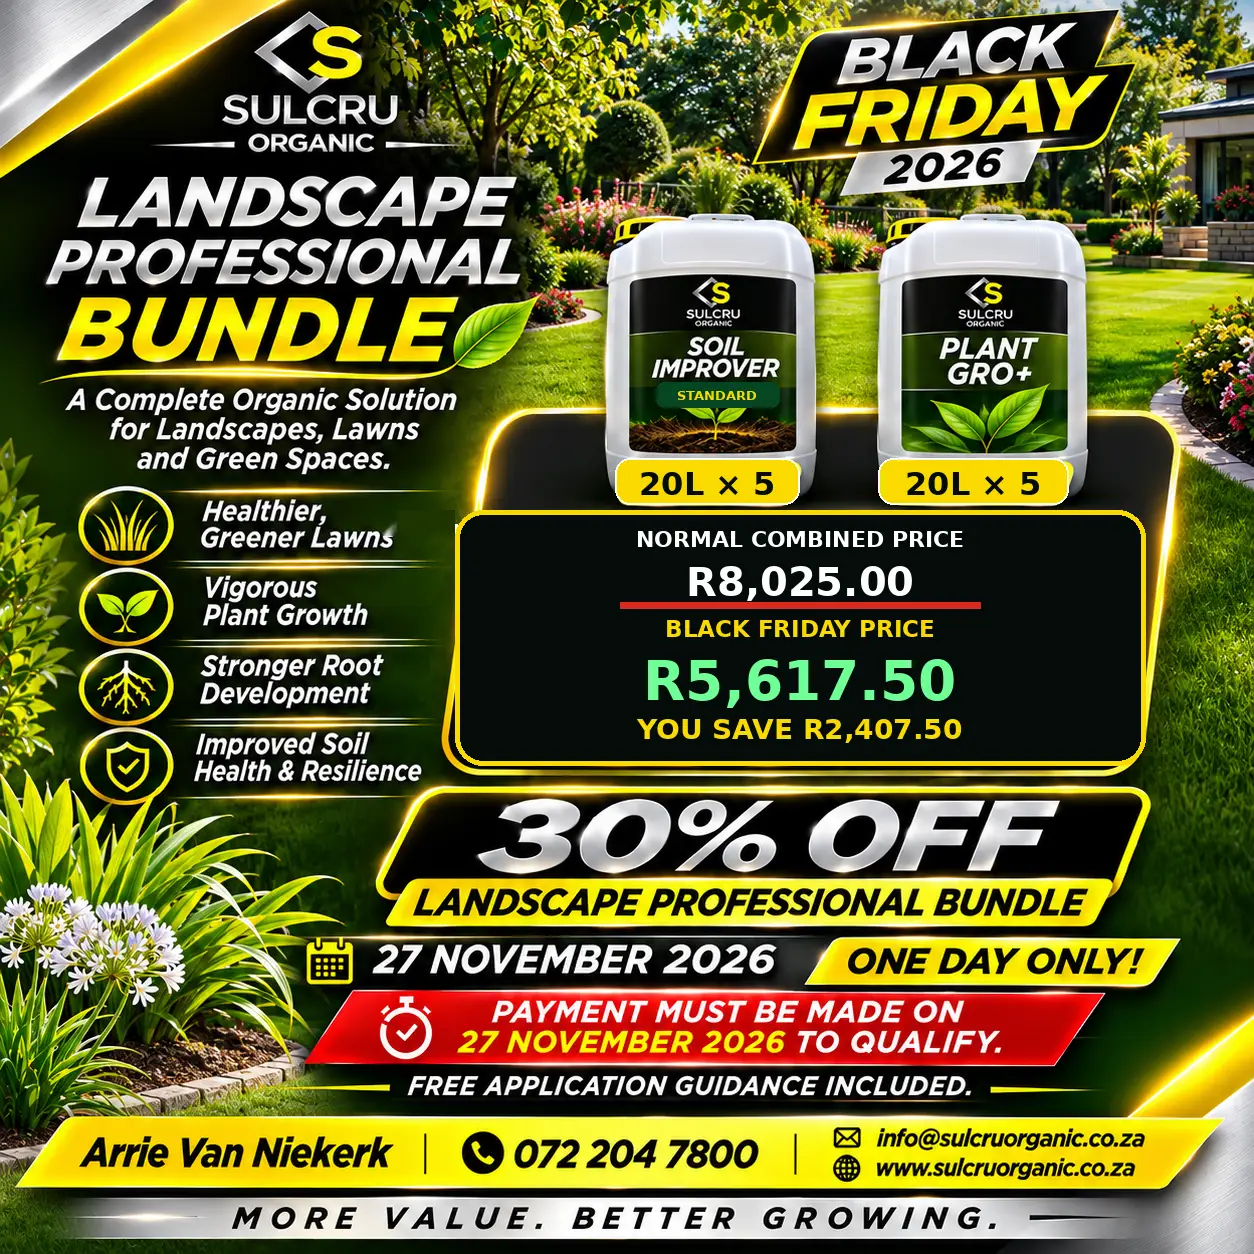 SULCRU
ORGANIC
BLACK
FRIDAY
2026
LANDSCAPE
PROFESSIONAL
BUNDLE
A Complete Organic Solution
for Landscapes, Lawns
and Green Spaces.
Healthier,
Greener Lawns
Vigorous
Plant Growth
Stronger Root
Development
Improved Soil
Health & Resilience
SULCRU
ORGANIC
SOIL
IMPROVER
STANDARD
20L × 5
SULCRU
ORGANIC
PLANT
GRO+
20L × 5
NORMAL COMBINED PRICE
R8,025.00
BLACK FRIDAY PRICE
R5,617.50
YOU SAVE R2,407.50
30% OFF
LANDSCAPE PROFESSIONAL BUNDLE
27 NOVEMBER 2026
ONE DAY ONLY!
PAYMENT MUST BE MADE ON
27 NOVEMBER 2026 TO QUALIFY.
FREE APPLICATION GUIDANCE INCLUDED.
Arrie Van Niekerk
072 204 7800
info@sulcruorganic.co.za
www.sulcruorganic.co.za
MORE VALUE. BETTER GROWING.